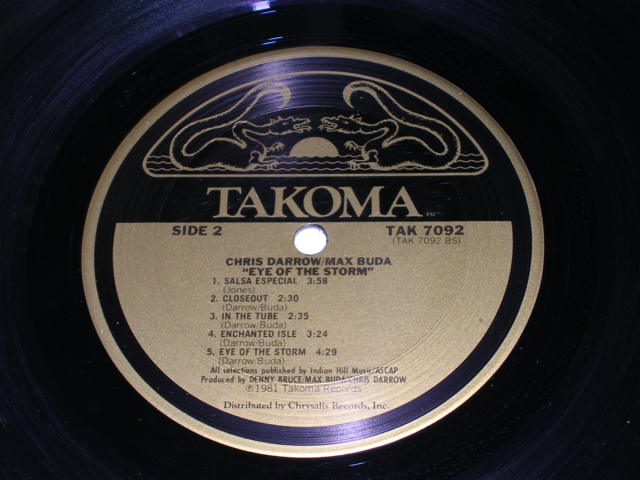 TAKOMA™
SIDE 2
TAK 7092
(TAK 7092 BS)
CHRIS DARROW/MAX BUDA
"EYE OF THE STORM"
1. SALSA ESPECIAL 3:58
(Jones)
2. CLOSEOUT 2:30
(Darrow/Buda)
3. IN THE TUBE 2:35
(Darrow/Buda)
4. ENCHANTED ISLE 3:24
(Darrow/Buda)
5. EYE OF THE STORM 4:29
(Darrow/Buda)
All selections published by Indian Hill Music/ASCAP
Produced by DENNY BRUCE/MAX BUDA/CHRIS DARROW
℗1981 Takoma Records
Distributed by Chrysalis Records, Inc.